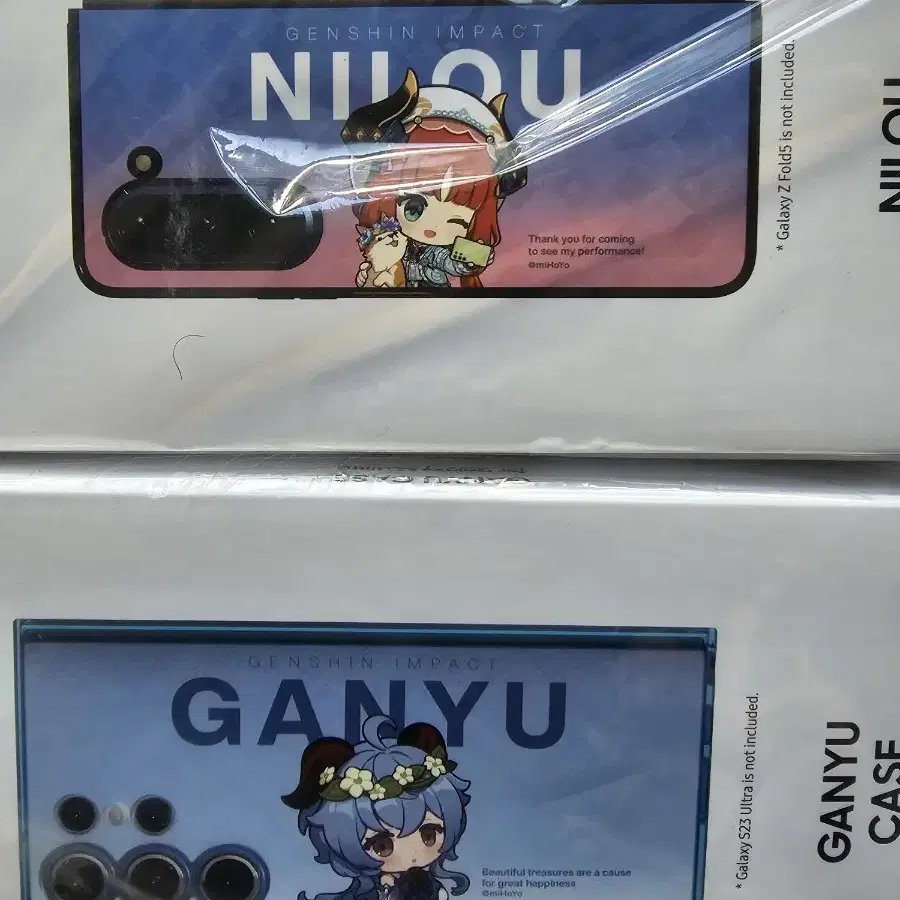 GENSHIN IMPACT
NILOU
Thank you for coming
to see my performance!
@miHoYo
* Galaxy Z Fold5 is not included.
NILOU
GENSHIN IMPACT
GANYU
Beautiful treasures are a cause
for great happiness
@miHoYo
* Galaxy S23 Ultra is not included.
GANYU
CASE